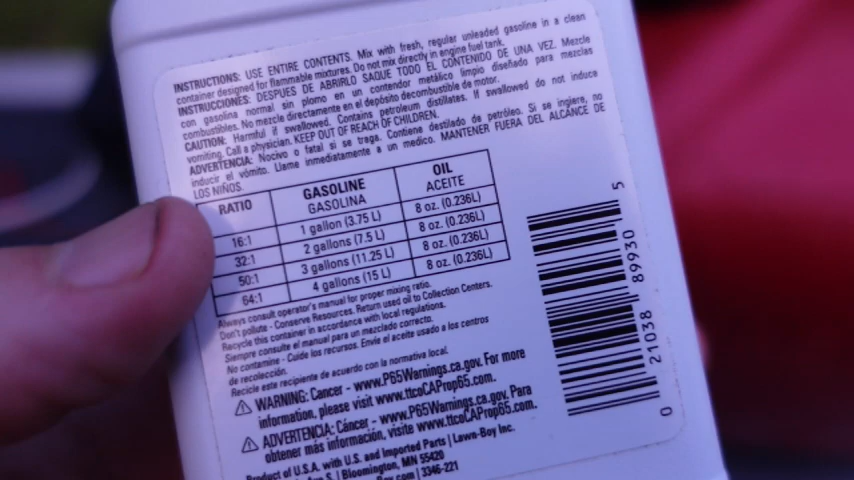 INSTRUCTIONS: USE ENTIRE CONTENTS. Mix with fresh, regular unleaded gasoline in a clean
container designed for flammable mixtures. Do not mix directly in engine fuel tank.
INSTRUCCIONES: DESPUES DE ABRIRLO SAQUE TODO EL CONTENIDO DE UNA VEZ. Mezcle
con gasolina normal sin plomo en un contendor metálico limpio diseñado para mezclas
combustibles. No mezcle directamente en el depósito decombustible de motor.
CAUTION: Harmful if swallowed. Contains petroleum distillates. If swallowed do not induce
vomiting. Call a physician. KEEP OUT OF REACH OF CHILDREN.
ADVERTENCIA: Nocivo o fatal si se traga. Contiene destilado de petróleo. Si se ingiere, no
inducir el vómito. Llame inmediatamente a un medico. MANTENER FUERA DEL ALCANCE DE
LOS NIÑOS.
RATIO GASOLINE OIL
GASOLINA ACEITE
16:1 1 gallon (3.75 L) 8 oz. (0.236L)
32:1 2 gallons (7.5 L) 8 oz. (0.236L)
50:1 3 gallons (11.25 L) 8 oz. (0.236L)
64:1 4 gallons (15 L) 8 oz. (0.236L)
Always consult operator's manual for proper mixing ratio.
Don't pollute - Conserve Resources. Return used oil to Collection Centers.
Recycle this container in accordance with local regulations.
Siempre consulte el manual para un mezclado correcto.
No contamine - Cuide los recursos. Envíe el aceite usado a los centros
de recolección.
Recicle este recipiente de acuerdo con la normativa local.
WARNING: Cancer - www.P65Warnings.ca.gov. For more
information, please visit www.ttcoCAProp65.com.
ADVERTENCIA: Cáncer - www.P65Warnings.ca.gov. Para
obtener más información, visite www.ttcoCAProp65.com.
Product of U.S.A. with U.S. and Imported Parts | Lawn-Boy Inc.
S. | Bloomington, MN 55420
.com | 3346-221
0 21038 89930 5